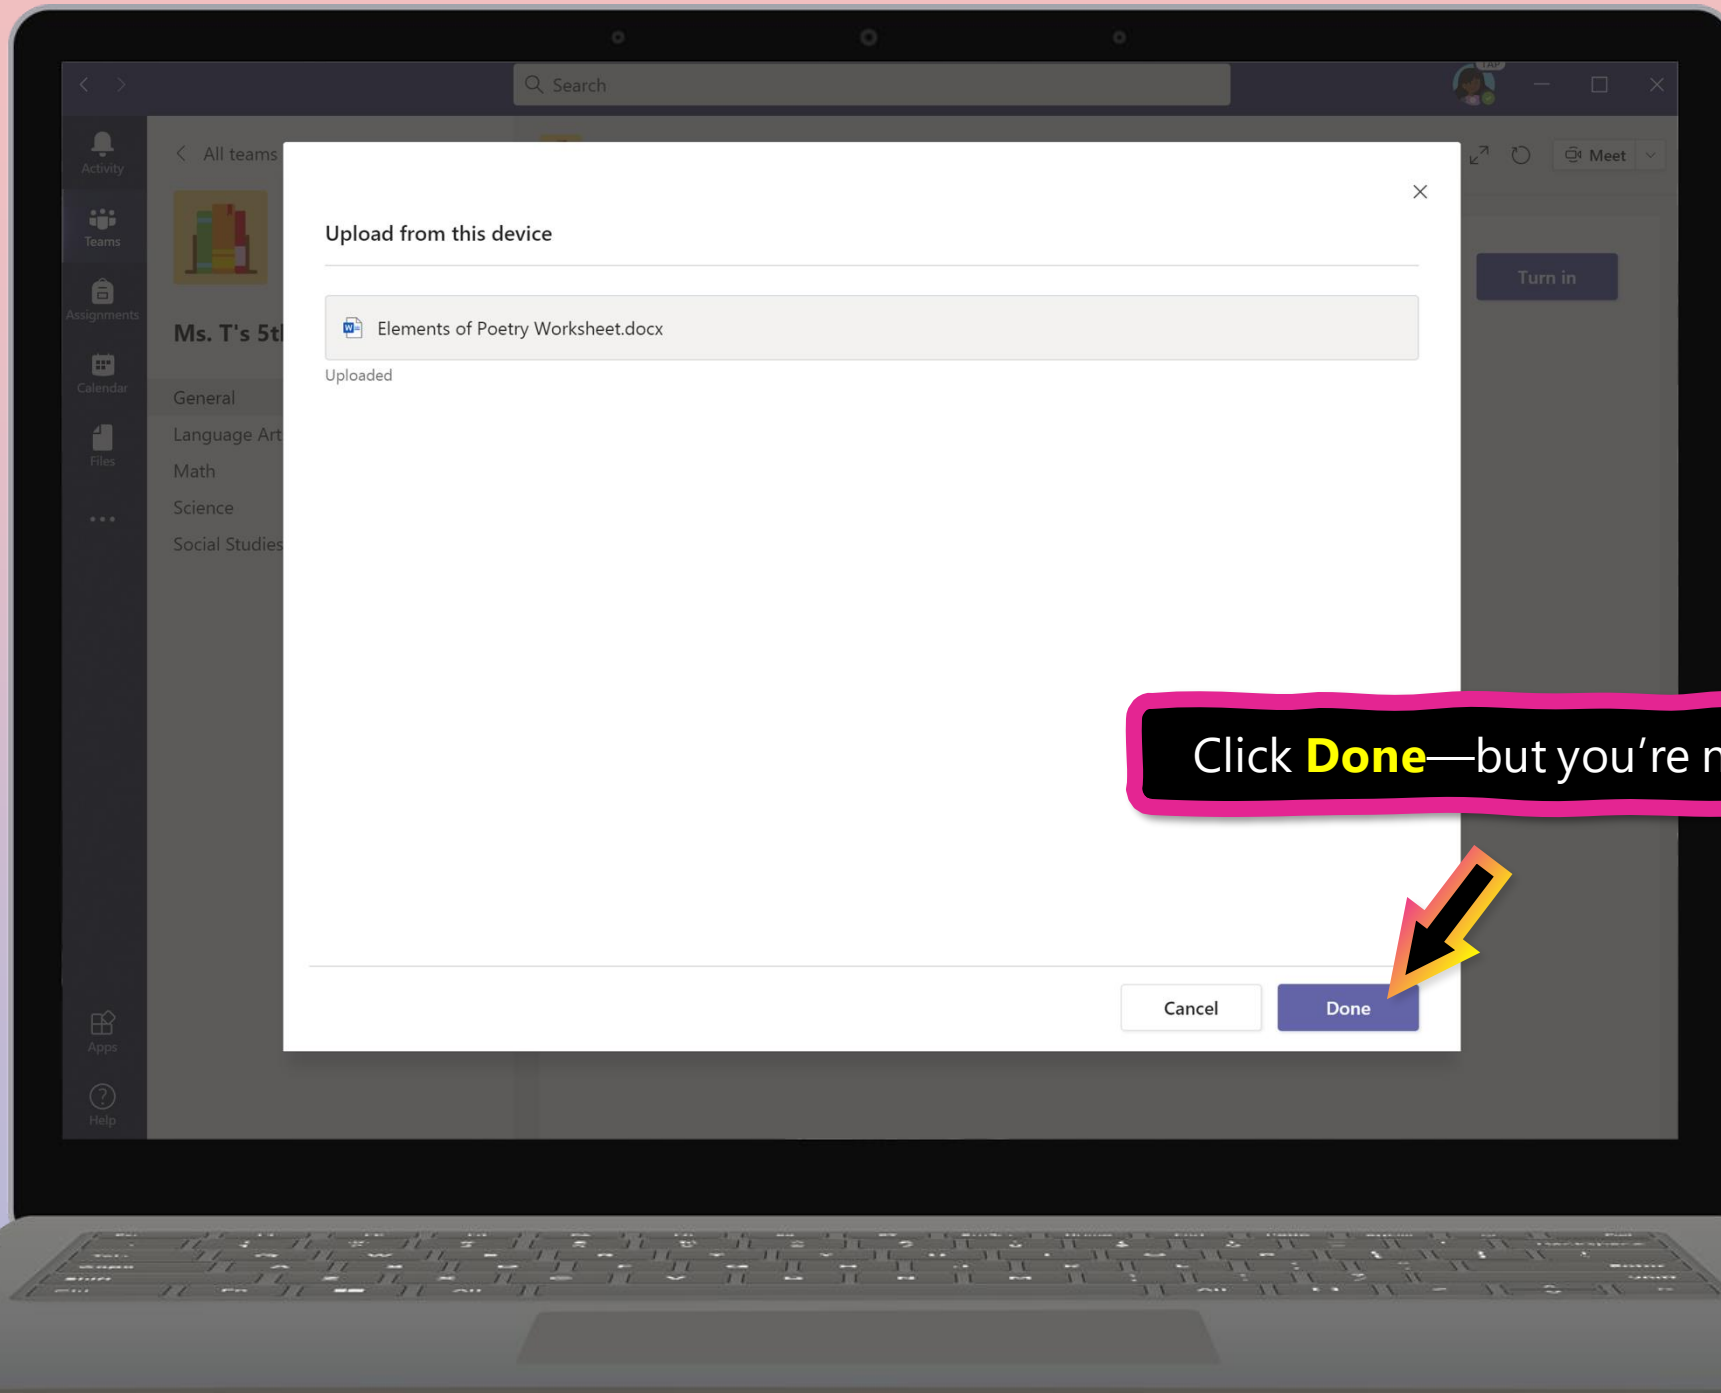 Search
TAP
Activity
Teams
Assignments
Calendar
Files
Apps
Help
All teams
Ms. T's 5t
General
Language Art
Math
Science
Social Studies
Meet
Turn in
Upload from this device
Elements of Poetry Worksheet.docx
Uploaded
Click Done—but you're n
Cancel
Done